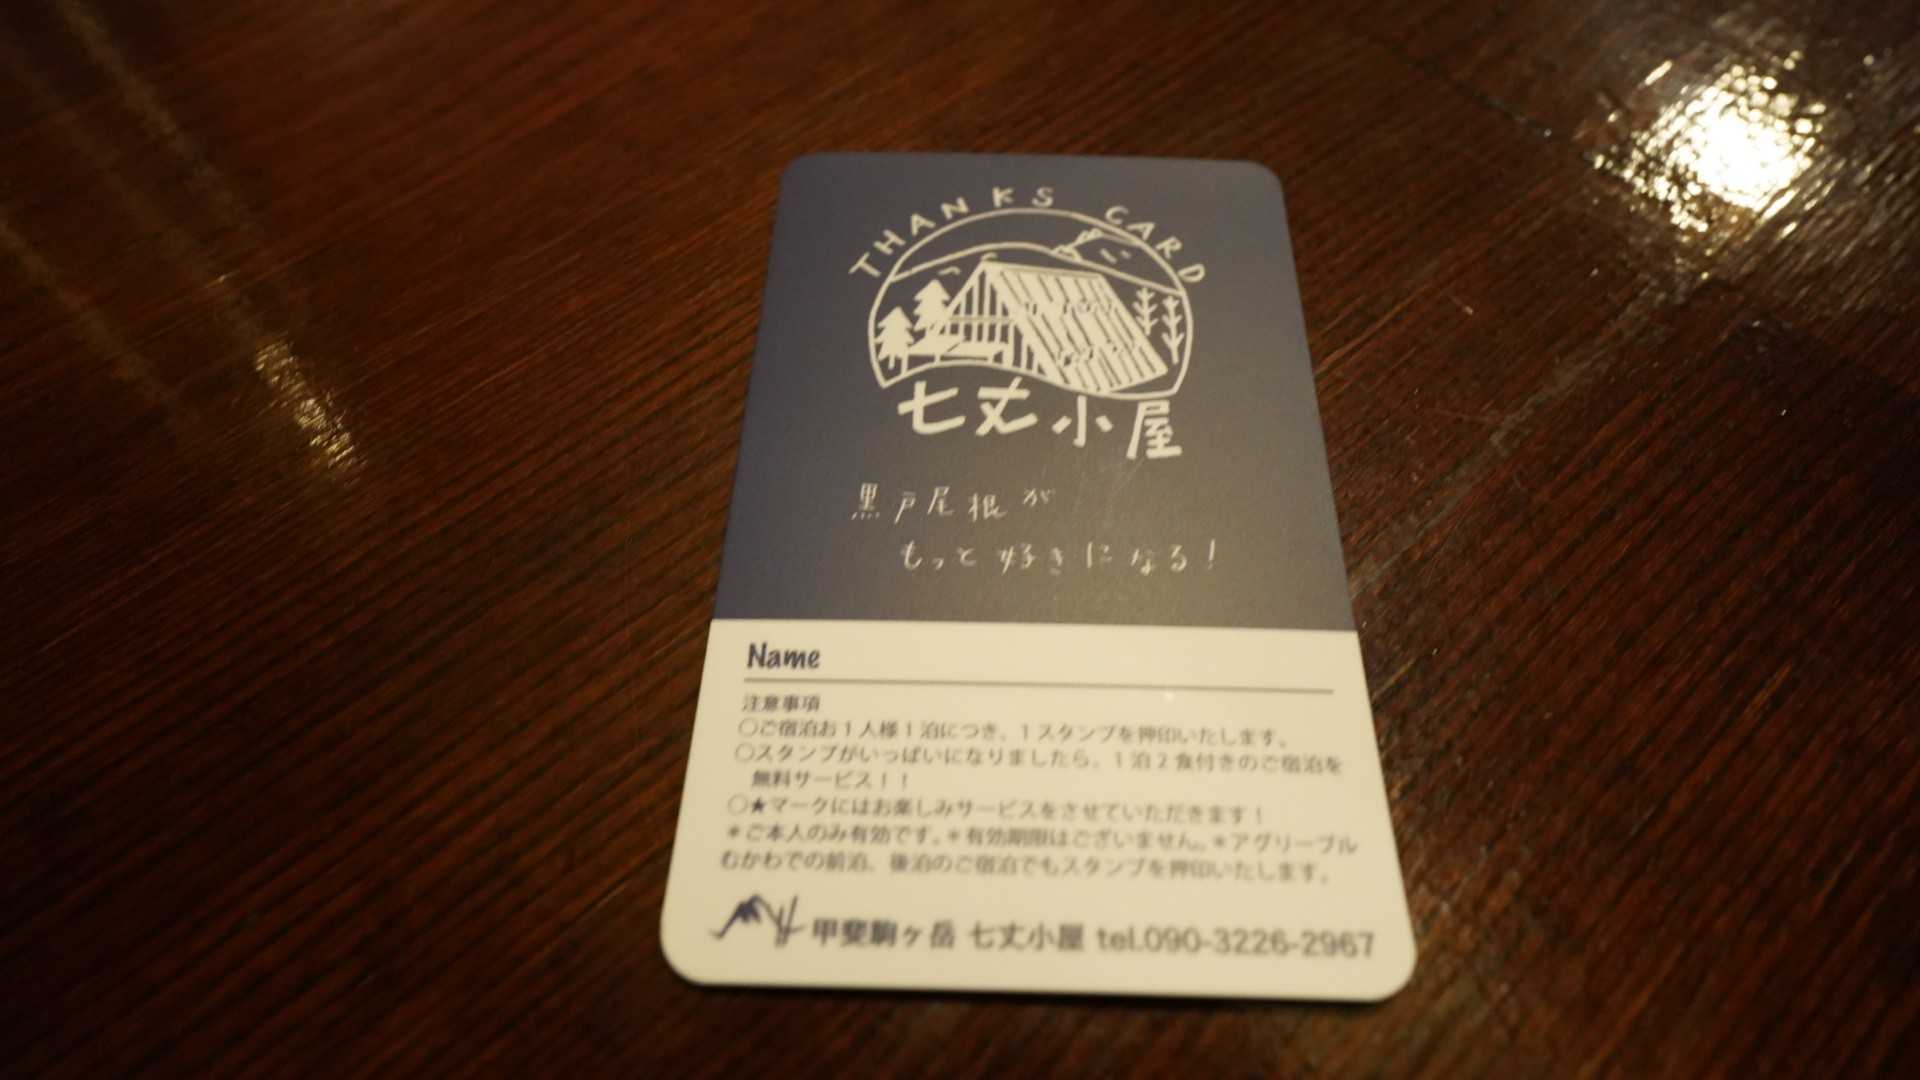 THANKS CARD
七丈小屋
黒戸尾根が
もっと好きになる！
Name
注意事項
○ご宿泊お1人様1泊につき、1スタンプを押印いたします。
○スタンプがいっぱいになりましたら、1泊2食付きのご宿泊を
無料サービス！！
○★マークにはお楽しみサービスをさせていただきます！
＊ご本人のみ有効です。＊有効期限はございません。＊アグリーブル
むかわでの前泊、後泊のご宿泊でもスタンプを押印いたします。
甲斐駒ヶ岳 七丈小屋 tel.090-3226-2967